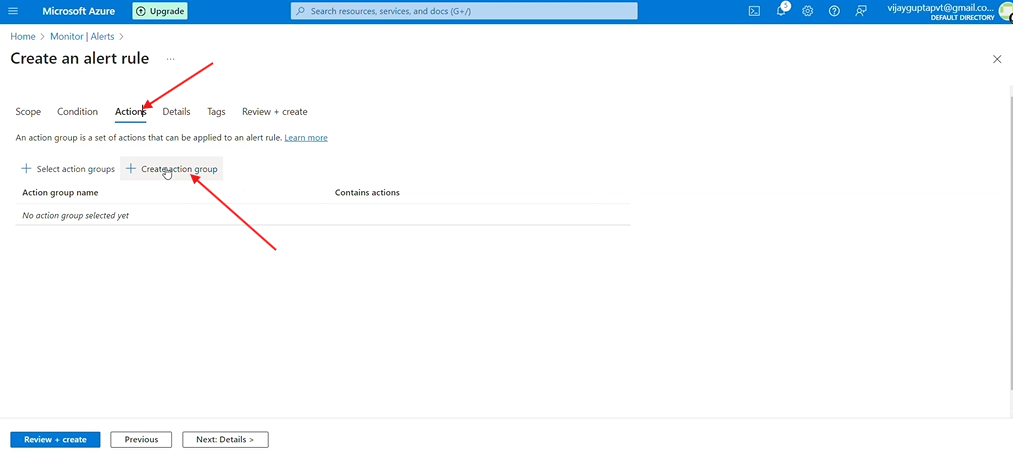 Microsoft Azure
Upgrade
Search resources, services, and docs (G+/)
5
vijayguptapvt@gmail.co...
DEFAULT DIRECTORY
Home > Monitor | Alerts >
Create an alert rule ...
Scope Condition Actions Details Tags Review + create
An action group is a set of actions that can be applied to an alert rule. Learn more
+ Select action groups + Create action group
Action group name Contains actions
No action group selected yet
Review + create Previous Next: Details >